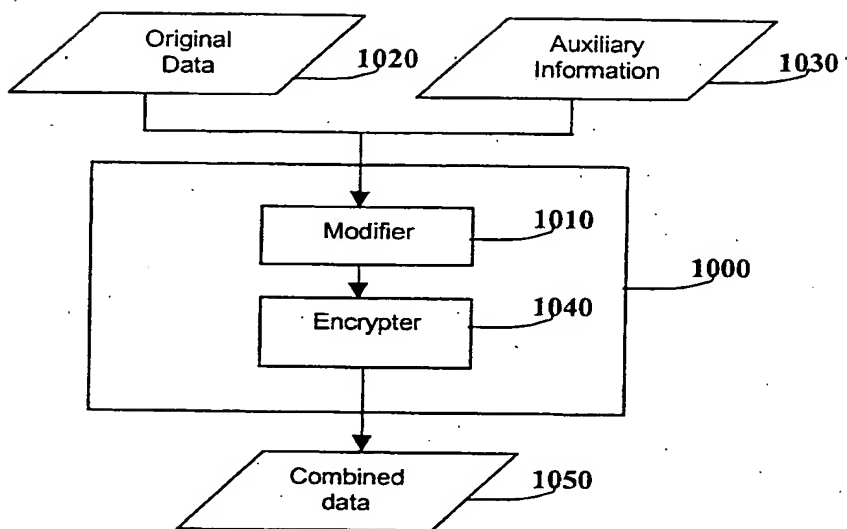 Original
Data
1020
Auxiliary
Information
1030
Modifier
1010
1000
Encrypter
1040
Combined
data
1050